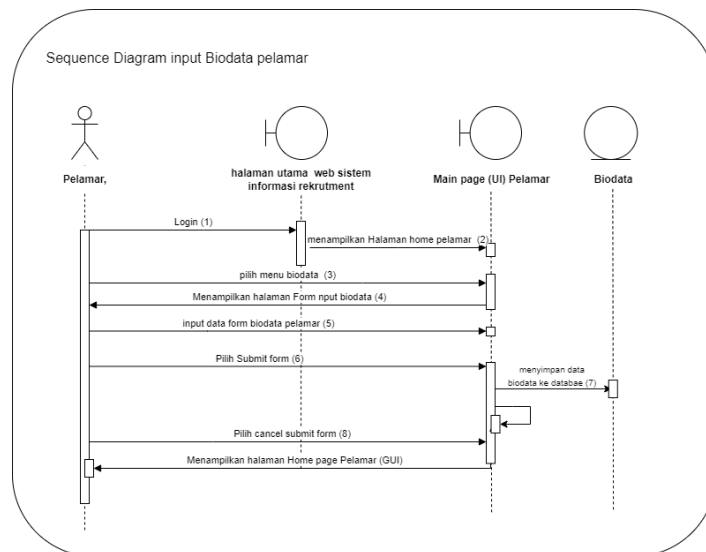 Sequence Diagram input Biodata pelamar
Pelamar,
halaman utama web sistem
informasi rekrutment
Main page (UI) Pelamar
Biodata
Login (1)
menampilkan Halaman home pelamar (2)
pilih menu biodata (3)
Menampilkan halaman Form nput biodata (4)
input data form biodata pelamar (5)
Pilih Submit form (6)
menyimpan data
biodata ke databae (7)
Pilih cancel submit form (8)
Menampilkan halaman Home page Pelamar (GUI)